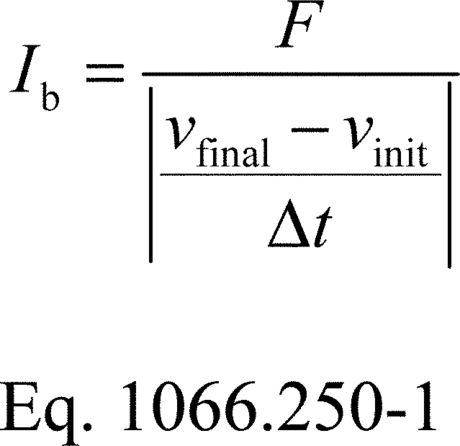 I_b = F / |(v_final − v_init) / Δt|
Eq. 1066.250-1